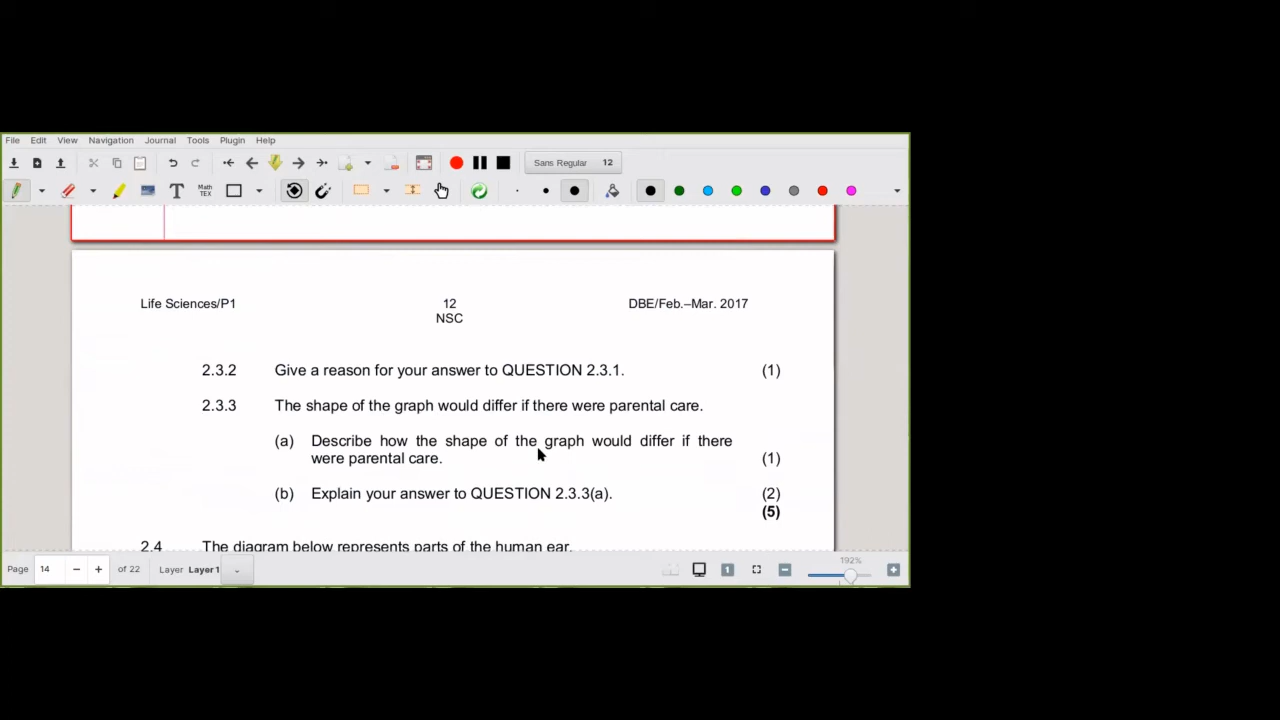 File Edit View Navigation Journal Tools Plugin Help
Sans Regular 12
Life Sciences/P1 12 DBE/Feb.–Mar. 2017
NSC
2.3.2 Give a reason for your answer to QUESTION 2.3.1. (1)
2.3.3 The shape of the graph would differ if there were parental care.
(a) Describe how the shape of the graph would differ if there
were parental care. (1)
(b) Explain your answer to QUESTION 2.3.3(a). (2)
(5)
2.4 The diagram below represents parts of the human ear.
Page 14 of 22 Layer Layer 1 192%